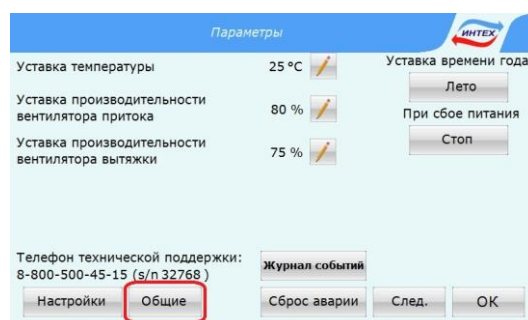 Параметры
ИНТЕХ
Уставка температуры
25 °C
Уставка времени года
Лето
Уставка производительности
вентилятора притока
80 %
При сбое питания
Стоп
Уставка производительности
вентилятора вытяжки
75 %
Телефон технической поддержки:
8-800-500-45-15 (s/n 32768 )
Журнал событий
Настройки
Общие
Сброс аварии
След.
ОК